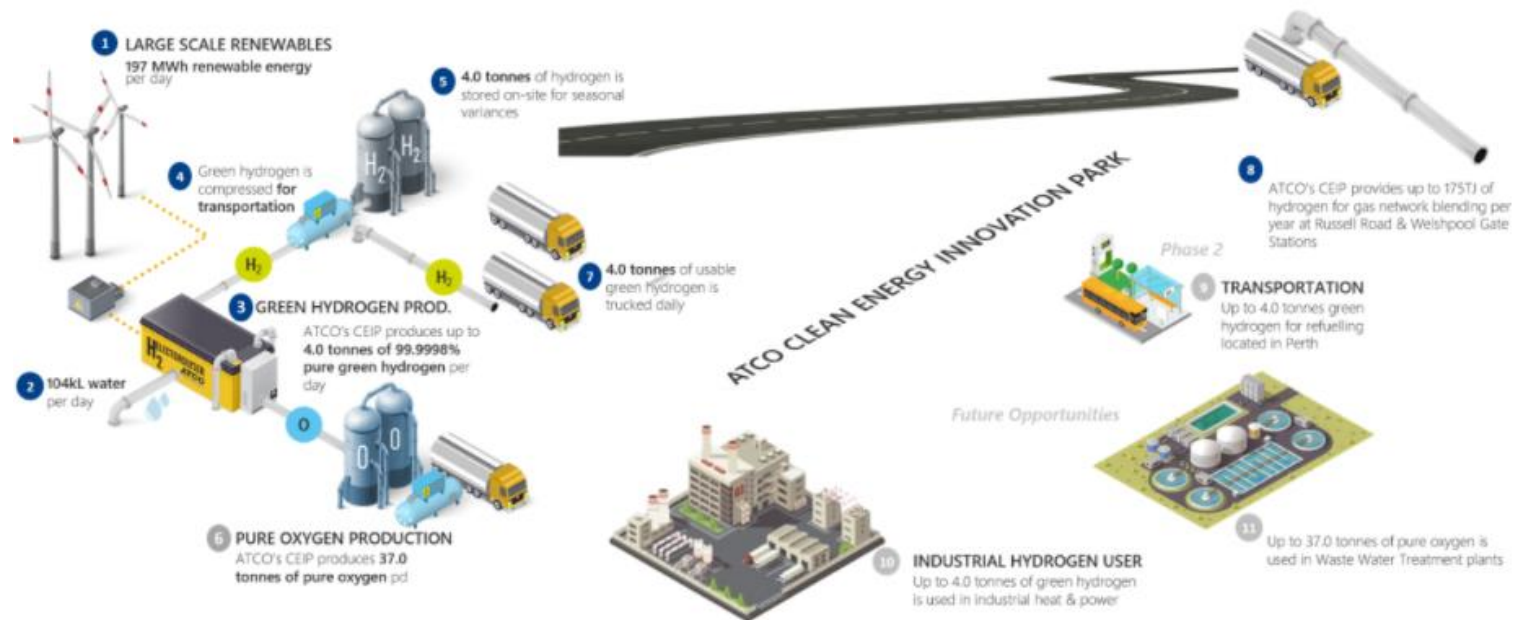 1 LARGE SCALE RENEWABLES
197 MWh renewable energy
per day
2 104kL water
per day
3 GREEN HYDROGEN PROD.
ATCO's CEIP produces up to
4.0 tonnes of 99.9998%
pure green hydrogen per
day
4 Green hydrogen is
compressed for
transportation
5 4.0 tonnes of hydrogen is
stored on-site for seasonal
variances
H2
H2
H2
H2
H2
ELECTROLYSER
ATCO
O
O
O
6 PURE OXYGEN PRODUCTION
ATCO's CEIP produces 37.0
tonnes of pure oxygen pd
7 4.0 tonnes of usable
green hydrogen is
trucked daily
ATCO CLEAN ENERGY INNOVATION PARK
8
ATCO's CEIP provides up to 175TJ of
hydrogen for gas network blending per
year at Russell Road & Welshpool Gate
Stations
Phase 2
9 TRANSPORTATION
Up to 4.0 tonnes green
hydrogen for refuelling
located in Perth
Future Opportunities
10 INDUSTRIAL HYDROGEN USER
Up to 4.0 tonnes of green hydrogen
is used in industrial heat & power
11 Up to 37.0 tonnes of pure oxygen is
used in Waste Water Treatment plants